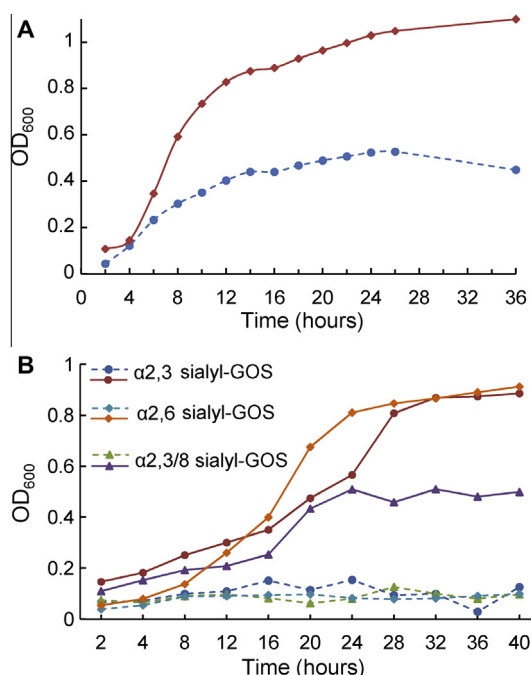 A
1
0.8
0.6
0.4
0.2
0
OD600
0 4 8 12 16 20 24 28 32 36
Time (hours)
B
1
0.8
0.6
0.4
0.2
0
OD600
α2,3 sialyl-GOS
α2,6 sialyl-GOS
α2,3/8 sialyl-GOS
2 4 8 12 16 20 24 28 32 36 40
Time (hours)